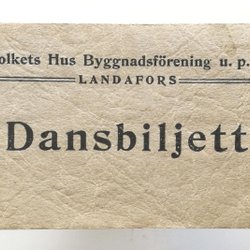 olkets Hus Byggnadsförening u. p.
LANDAFORS
Dansbiljett